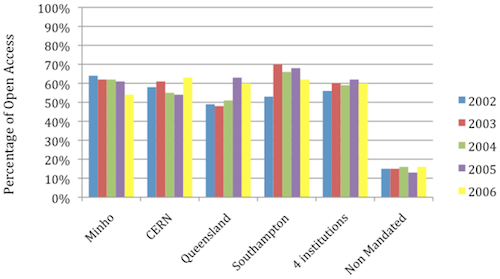 Percentage of Open Access
100%
90%
80%
70%
60%
50%
40%
30%
20%
10%
0%
Minho
CERN
Queensland
Southampton
4 institutions
Non Mandated
2002
2003
2004
2005
2006